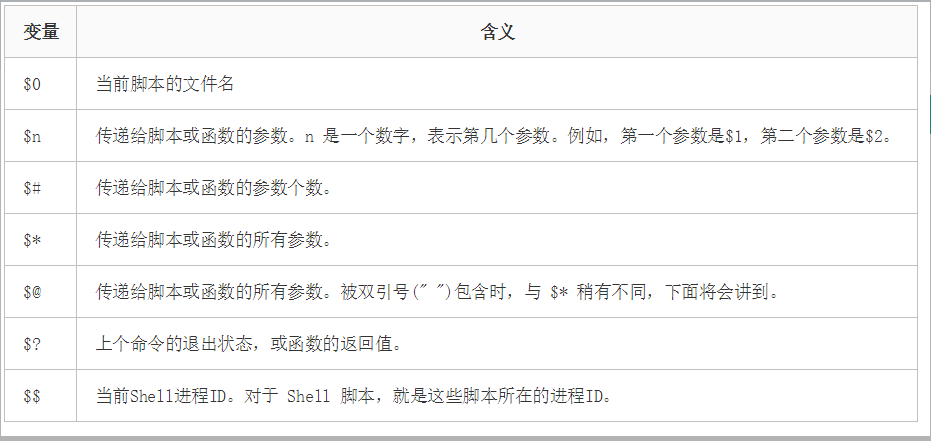 变量 含义
$0 当前脚本的文件名
$n 传递给脚本或函数的参数。n 是一个数字，表示第几个参数。例如，第一个参数是$1，第二个参数是$2。
$# 传递给脚本或函数的参数个数。
$* 传递给脚本或函数的所有参数。
$@ 传递给脚本或函数的所有参数。被双引号(" ")包含时，与 $* 稍有不同，下面将会讲到。
$? 上个命令的退出状态，或函数的返回值。
$$ 当前Shell进程ID。对于 Shell 脚本，就是这些脚本所在的进程ID。